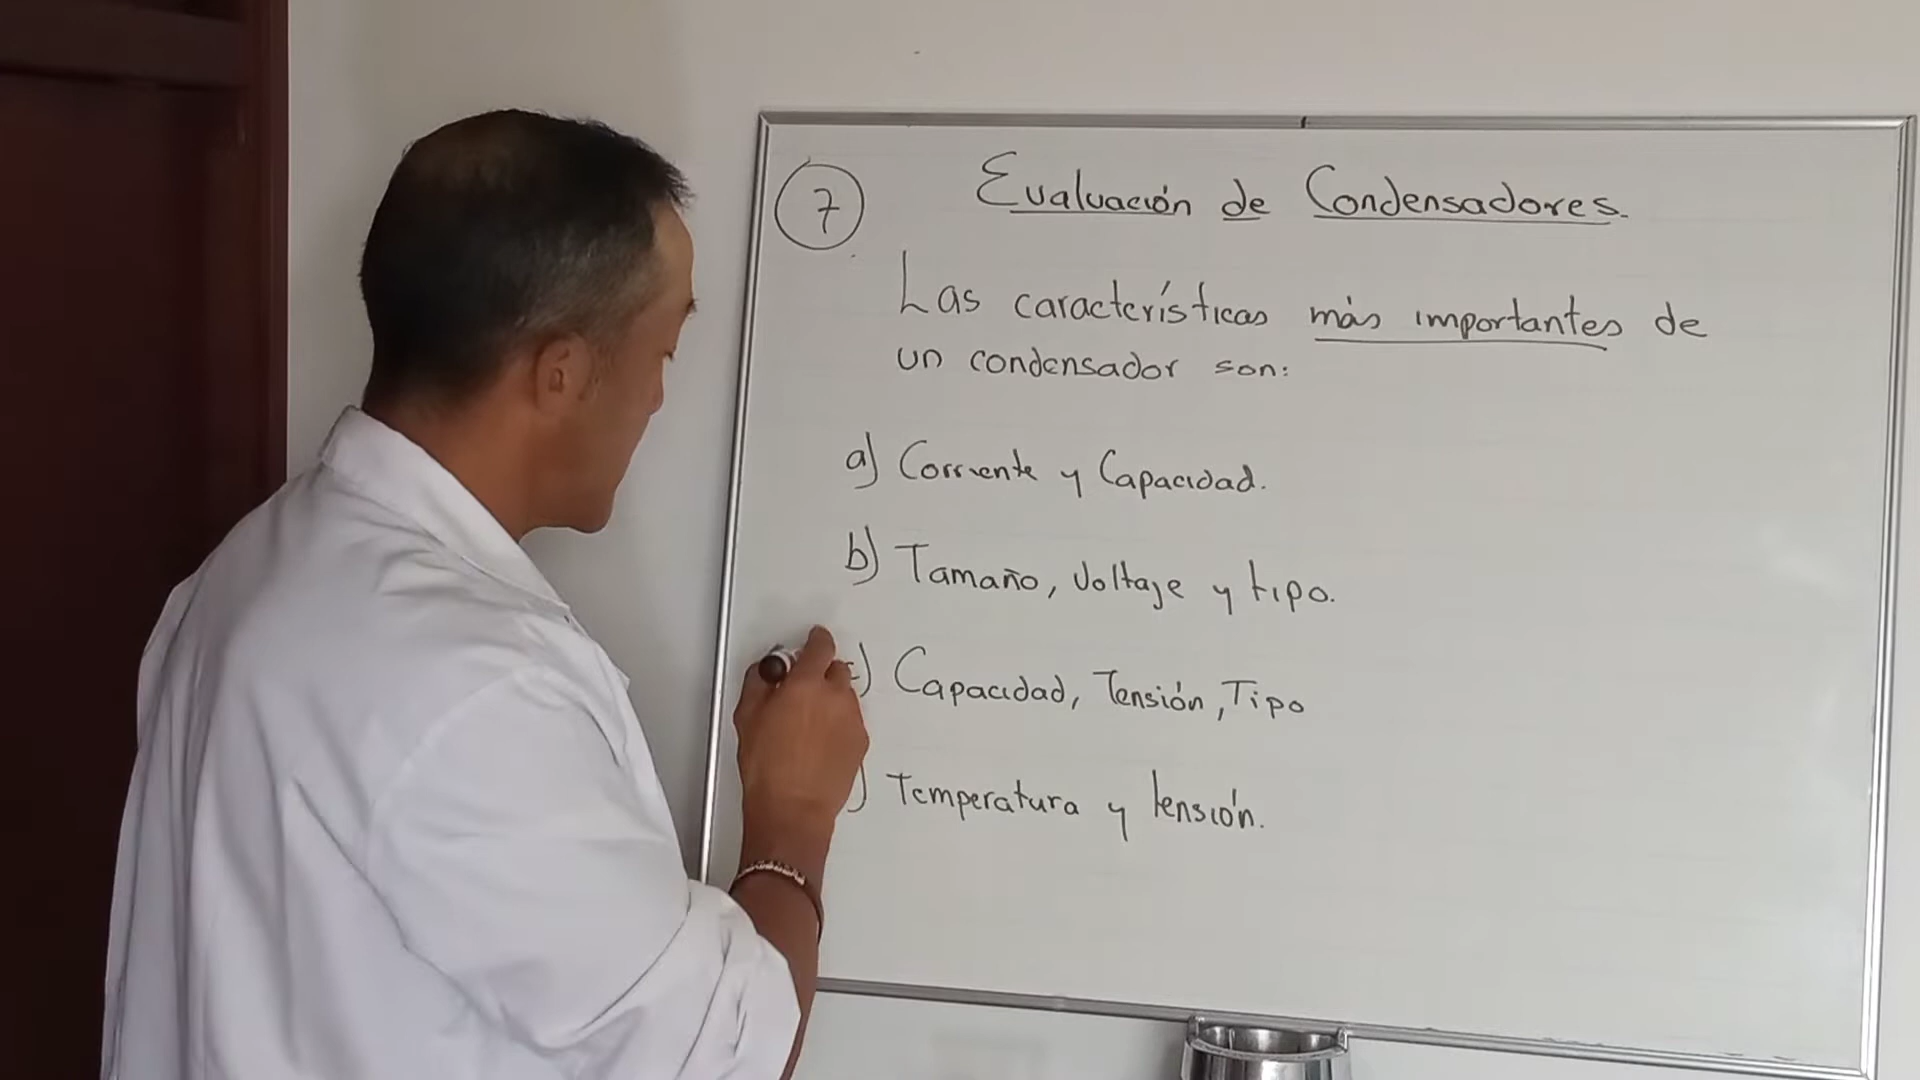 7
Evaluación de Condensadores.
Las características más importantes de
un condensador son:
a) Corriente y Capacidad.
b) Tamaño, Voltaje y tipo.
c) Capacidad, Tensión, Tipo
) Temperatura y tensión.